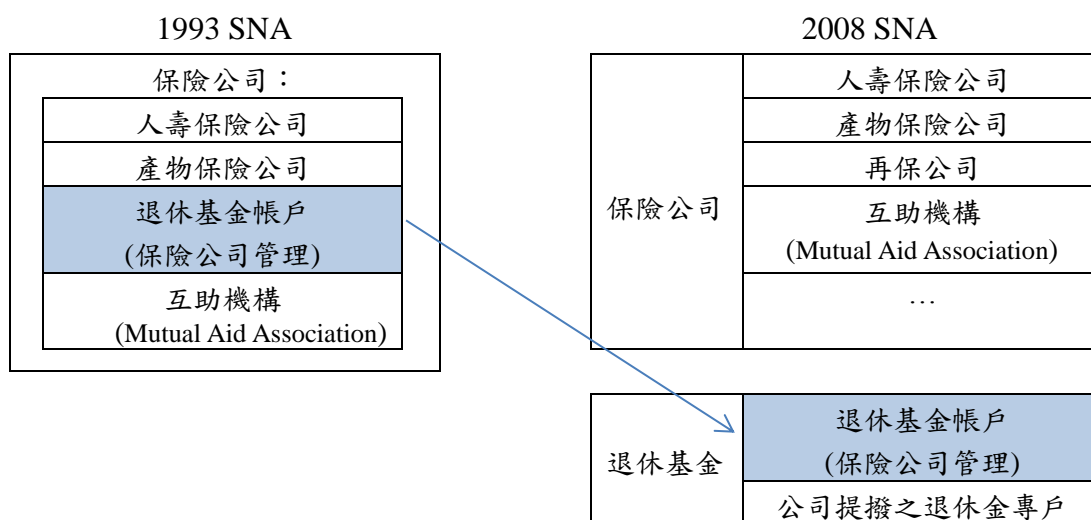 1993 SNA
保險公司：
人壽保險公司
產物保險公司
退休基金帳戶
(保險公司管理)
互助機構
(Mutual Aid Association)
2008 SNA
保險公司
人壽保險公司
產物保險公司
再保公司
互助機構
(Mutual Aid Association)
…
退休基金
退休基金帳戶
(保險公司管理)
公司提撥之退休金專戶